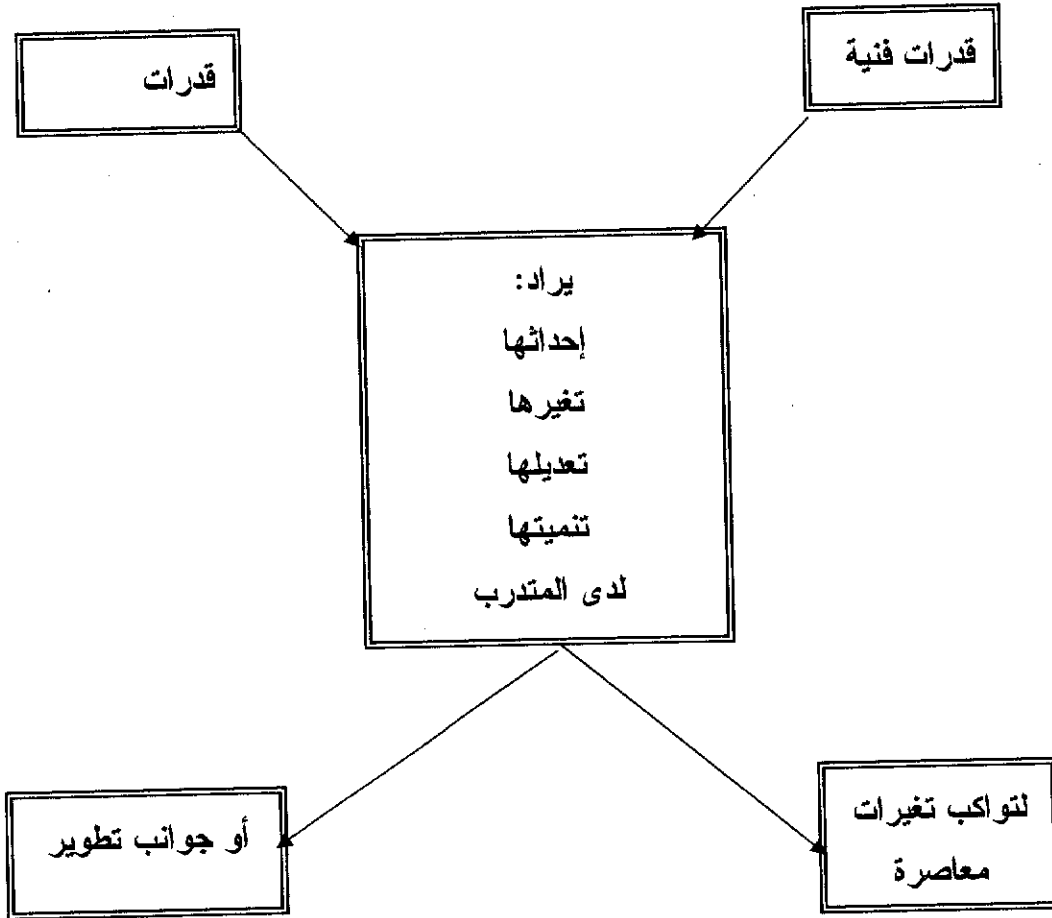 قدرات فنية
قدرات
يراد:
إحداثها
تغيرها
تعديلها
تنميتها
لدى المتدرب
لتواكب تغيرات
معاصرة
أو جوانب تطوير